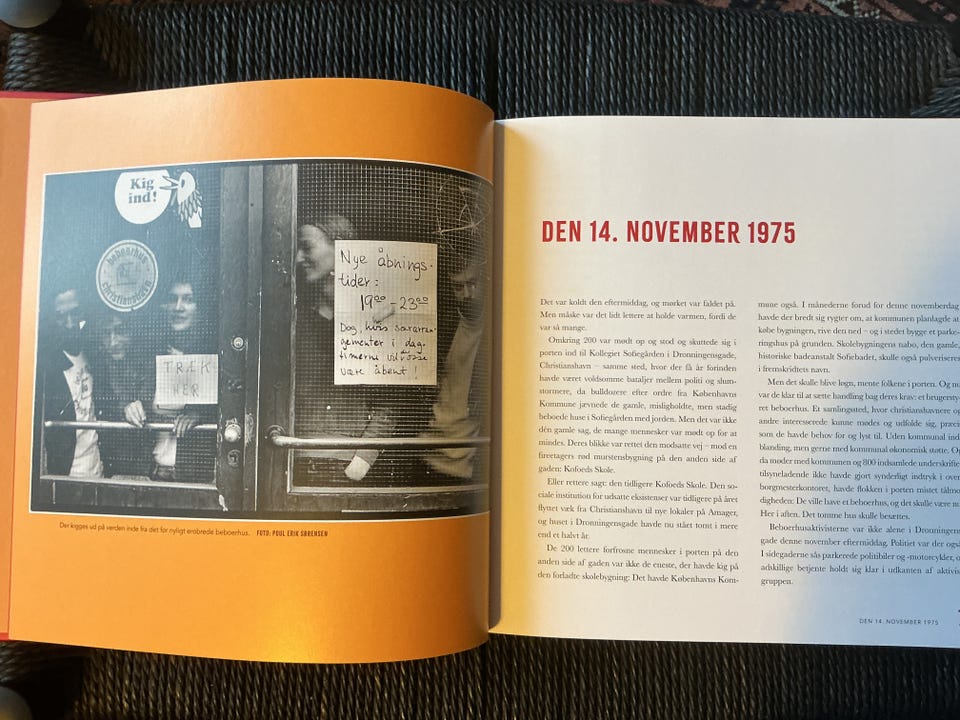 Kig
ind!
beboerhus
christianshavn
TRÆK
HER
Nye åbnings-
tider:
19⁰⁰ - 23⁰⁰
Dog, hvis særarran-
gementer i dag-
timerne vil også
være åbent!
Der kigges ud på verden inde fra det for nyligt erobrede beboerhus. FOTO: POUL ERIK SØRENSEN
DEN 14. NOVEMBER 1975
Det var koldt den eftermiddag, og mørket var faldet på.
Men måske var det lidt lettere at holde varmen, fordi de
var så mange.
Omkring 200 var mødt op og stod og skuttede sig i
porten ind til Kollegiet Sofiegården i Dronningensgade,
Christianshavn – samme sted, hvor der få år forinden
havde været voldsomme bataljer mellem politi og slum-
stormere, da bulldozere efter ordre fra Københavns
Kommune jævnede de gamle, misligholdte, men stadig
beboede huse i Sofiegården med jorden. Men det var ikke
dén gamle sag, de mange mennesker var mødt op for at
mindes. Deres blikke var rettet den modsatte vej – mod en
firetagers rød murstensbygning på den anden side af
gaden: Kofoeds Skole.
Eller rettere sagt: den tidligere Kofoeds Skole. Den so-
ciale institution for udsatte eksistenser var tidligere på året
flyttet væk fra Christianshavn til nye lokaler på Amager,
og huset i Dronningensgade havde nu stået tomt i mere
end et halvt år.
De 200 lettere forfrosne mennesker i porten på den
anden side af gaden var ikke de eneste, der havde kig på
den forladte skolebygning: Det havde Københavns Kom-
mune også. I månederne forud for denne novemberdag
havde der bredt sig rygter om, at kommunen planlagde at
købe bygningen, rive den ned – og i stedet bygge et parke-
ringshus på grunden. Skolebygningens nabo, den gamle,
historiske badeanstalt Sofiebadet, skulle også pulveriseres
i fremskridtets navn.
Men det skulle blive løgn, mente folkene i porten. Og nu
var de klar til at sætte handling bag deres krav: et brugersty-
ret beboerhus. Et samlingssted, hvor christianshavnere og
andre interesserede kunne mødes og udfolde sig, præcis
som de havde behov for og lyst til. Uden kommunal ind-
blanding, men gerne med kommunal økonomisk støtte. Og
da møder med kommunen og 800 indsamlede underskrifter
tilsyneladende ikke havde gjort synderligt indtryk i over-
borgmesterkontoret, havde flokken i porten mistet tålmo-
digheden: De ville have et beboerhus, og det skulle være nu.
Her i aften. Det tomme hus skulle besættes.
Beboerhusaktivisterne var ikke alene i Dronningens-
gade denne november eftermiddag. Politiet var der også.
I sidegaderne sås parkerede politibiler og -motorcykler, og
adskillige betjente holdt sig klar i udkanten af aktivist-
gruppen.
DEN 14. NOVEMBER 1975